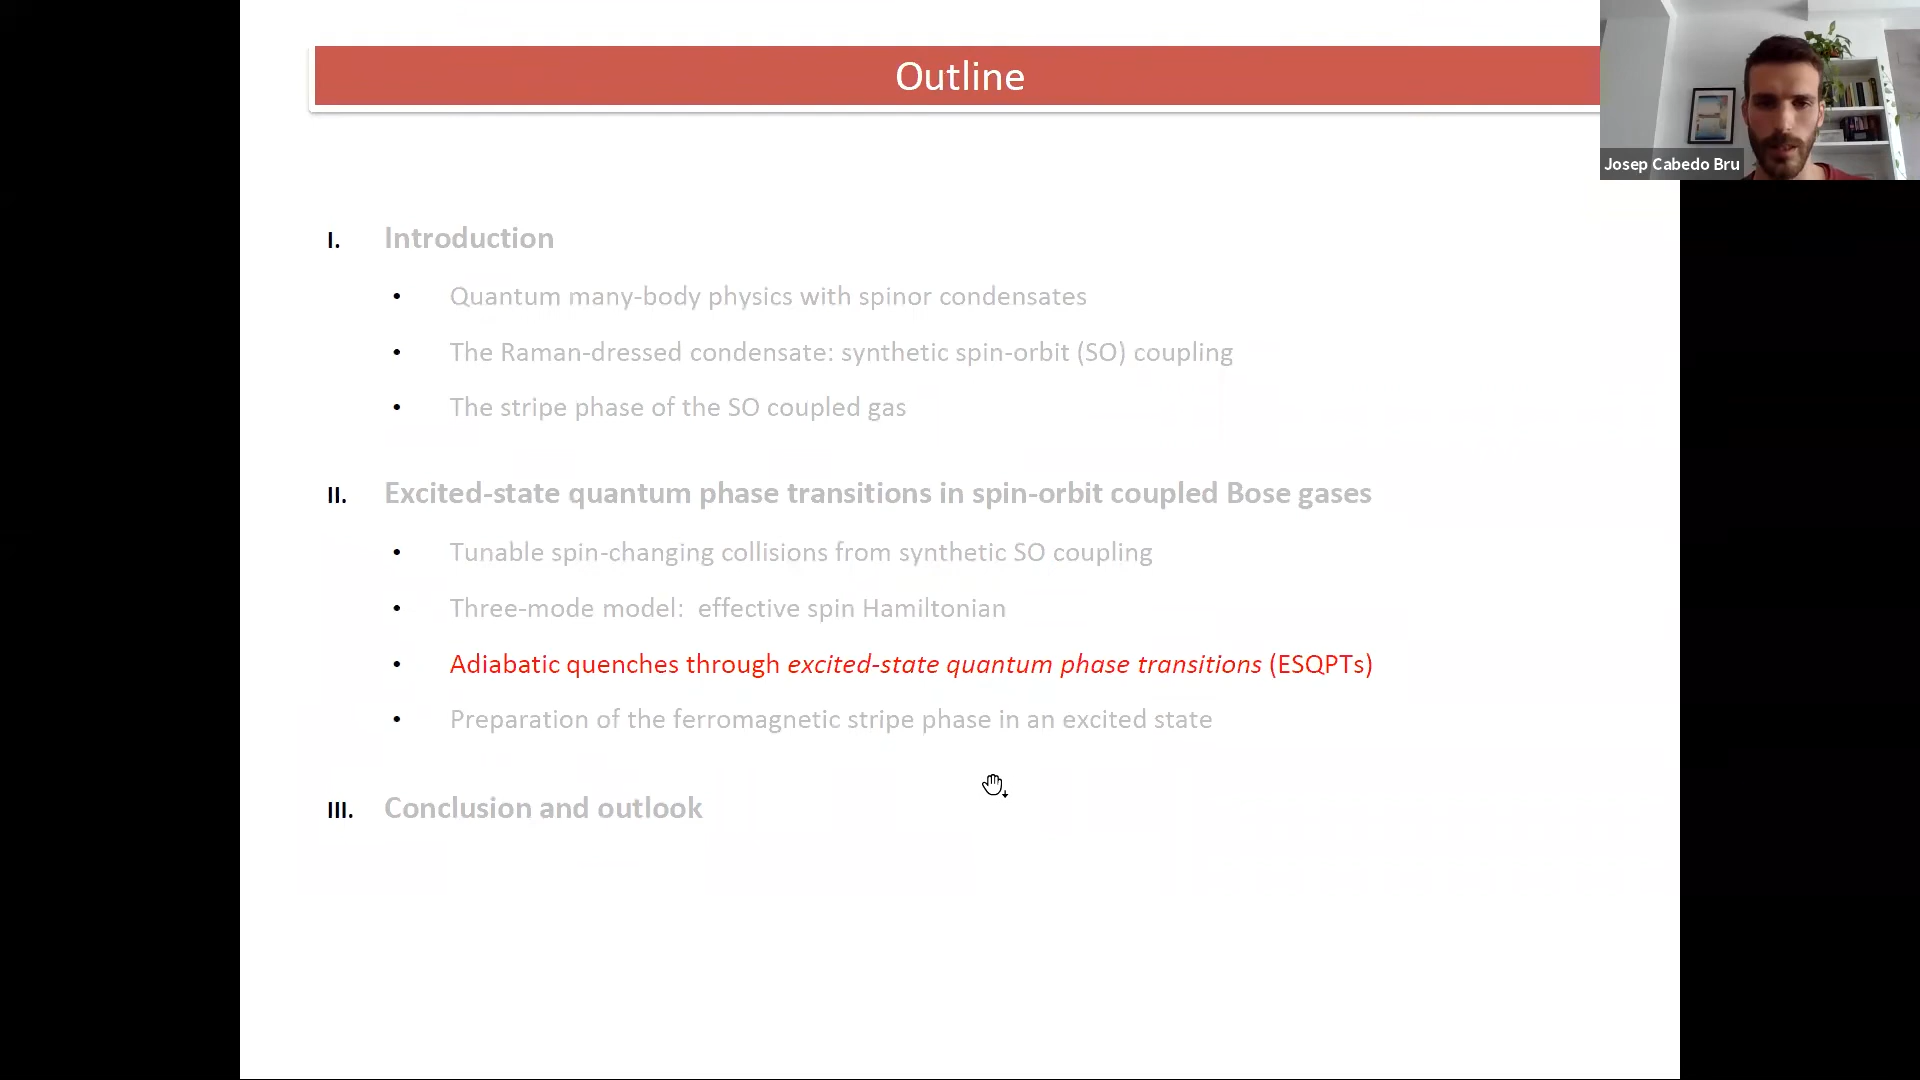 Outline
Josep Cabedo Bru
I. Introduction
• Quantum many-body physics with spinor condensates
• The Raman-dressed condensate: synthetic spin-orbit (SO) coupling
• The stripe phase of the SO coupled gas
II. Excited-state quantum phase transitions in spin-orbit coupled Bose gases
• Tunable spin-changing collisions from synthetic SO coupling
• Three-mode model: effective spin Hamiltonian
• Adiabatic quenches through excited-state quantum phase transitions (ESQPTs)
• Preparation of the ferromagnetic stripe phase in an excited state
III. Conclusion and outlook